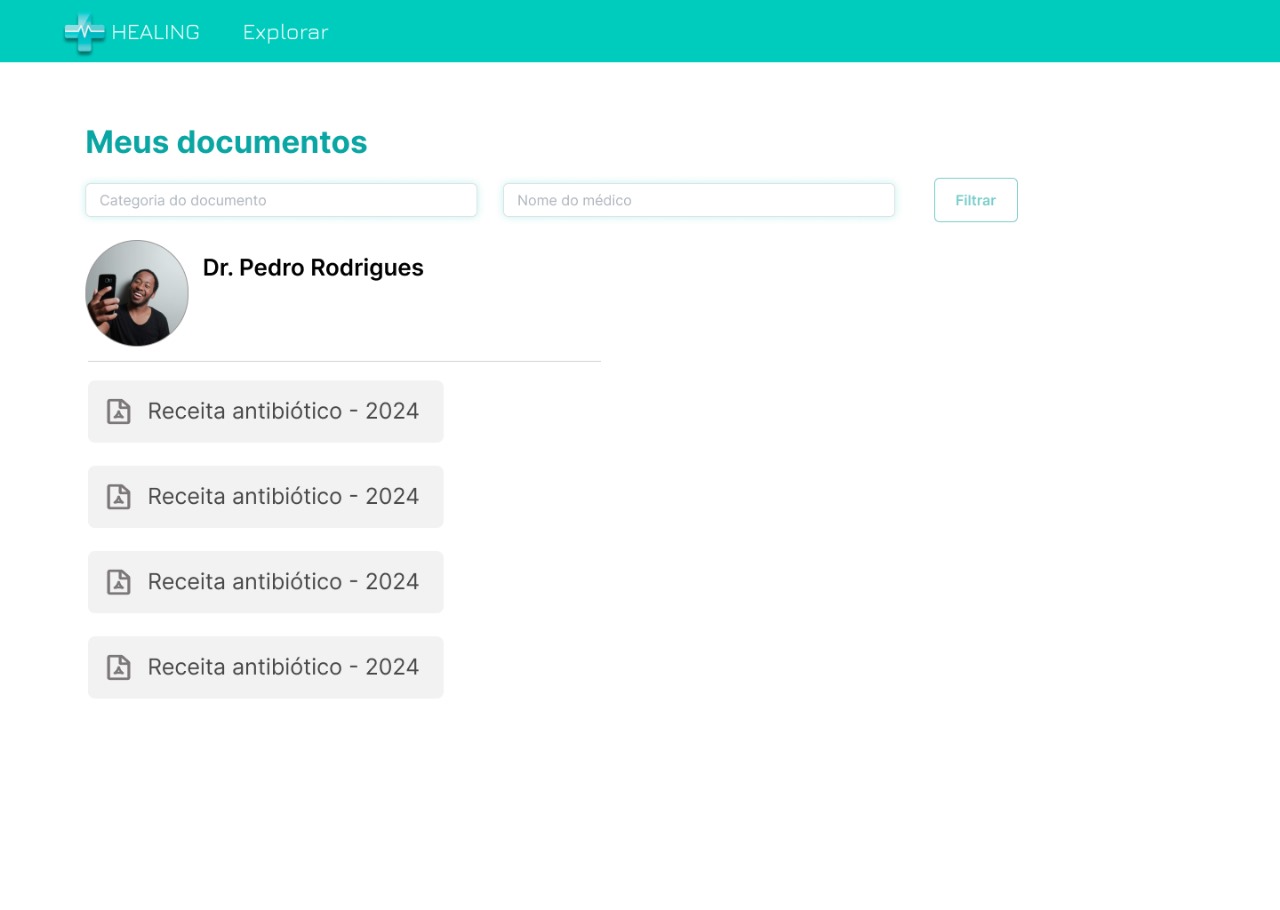 HEALING Explorar
Meus documentos
Categoria do documento Nome do médico Filtrar
Dr. Pedro Rodrigues
Receita antibiótico - 2024
Receita antibiótico - 2024
Receita antibiótico - 2024
Receita antibiótico - 2024